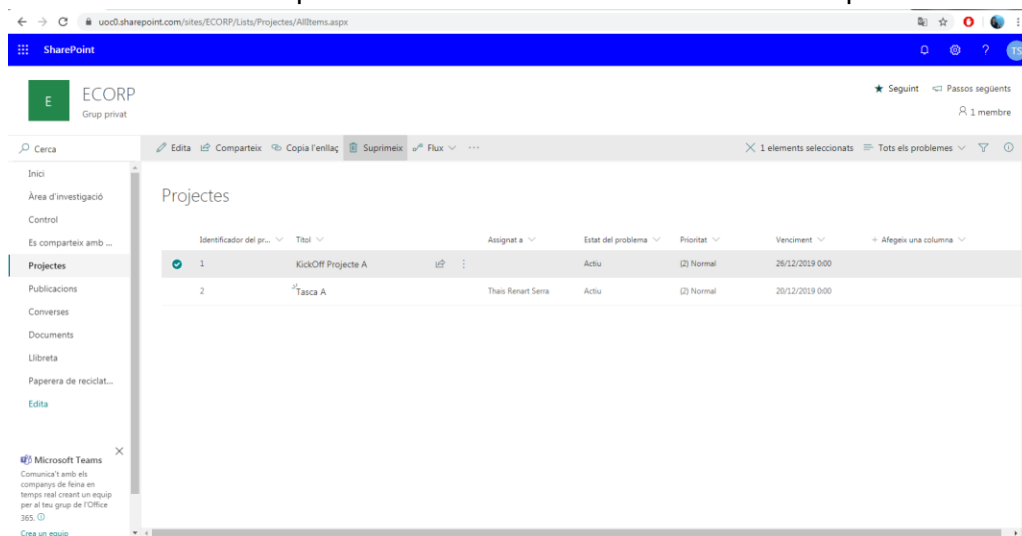 uoc0.sharepoint.com/sites/ECORP/Lists/Projectes/AllItems.aspx
SharePoint
TS
E
ECORP
Grup privat
Seguint Passos següents
1 membre
Cerca
Edita Comparteix Copia l'enllaç Suprimeix Flux ···
1 elements seleccionats Tots els problemes
Inici
Àrea d'investigació
Control
Es comparteix amb ...
Projectes
Publicacions
Converses
Documents
Llibreta
Paperera de reciclat...
Edita
Microsoft Teams
Comunica't amb els
companys de feina en
temps real creant un equip
per al teu grup de l'Office
365.
Crea un equip
Projectes
Identificador del pr... Títol Assignat a Estat del problema Prioritat Venciment + Afegeix una columna
1 KickOff Projecte A Actiu (2) Normal 26/12/2019 0:00
2 Tasca A Thais Renart Serra Actiu (2) Normal 20/12/2019 0:00